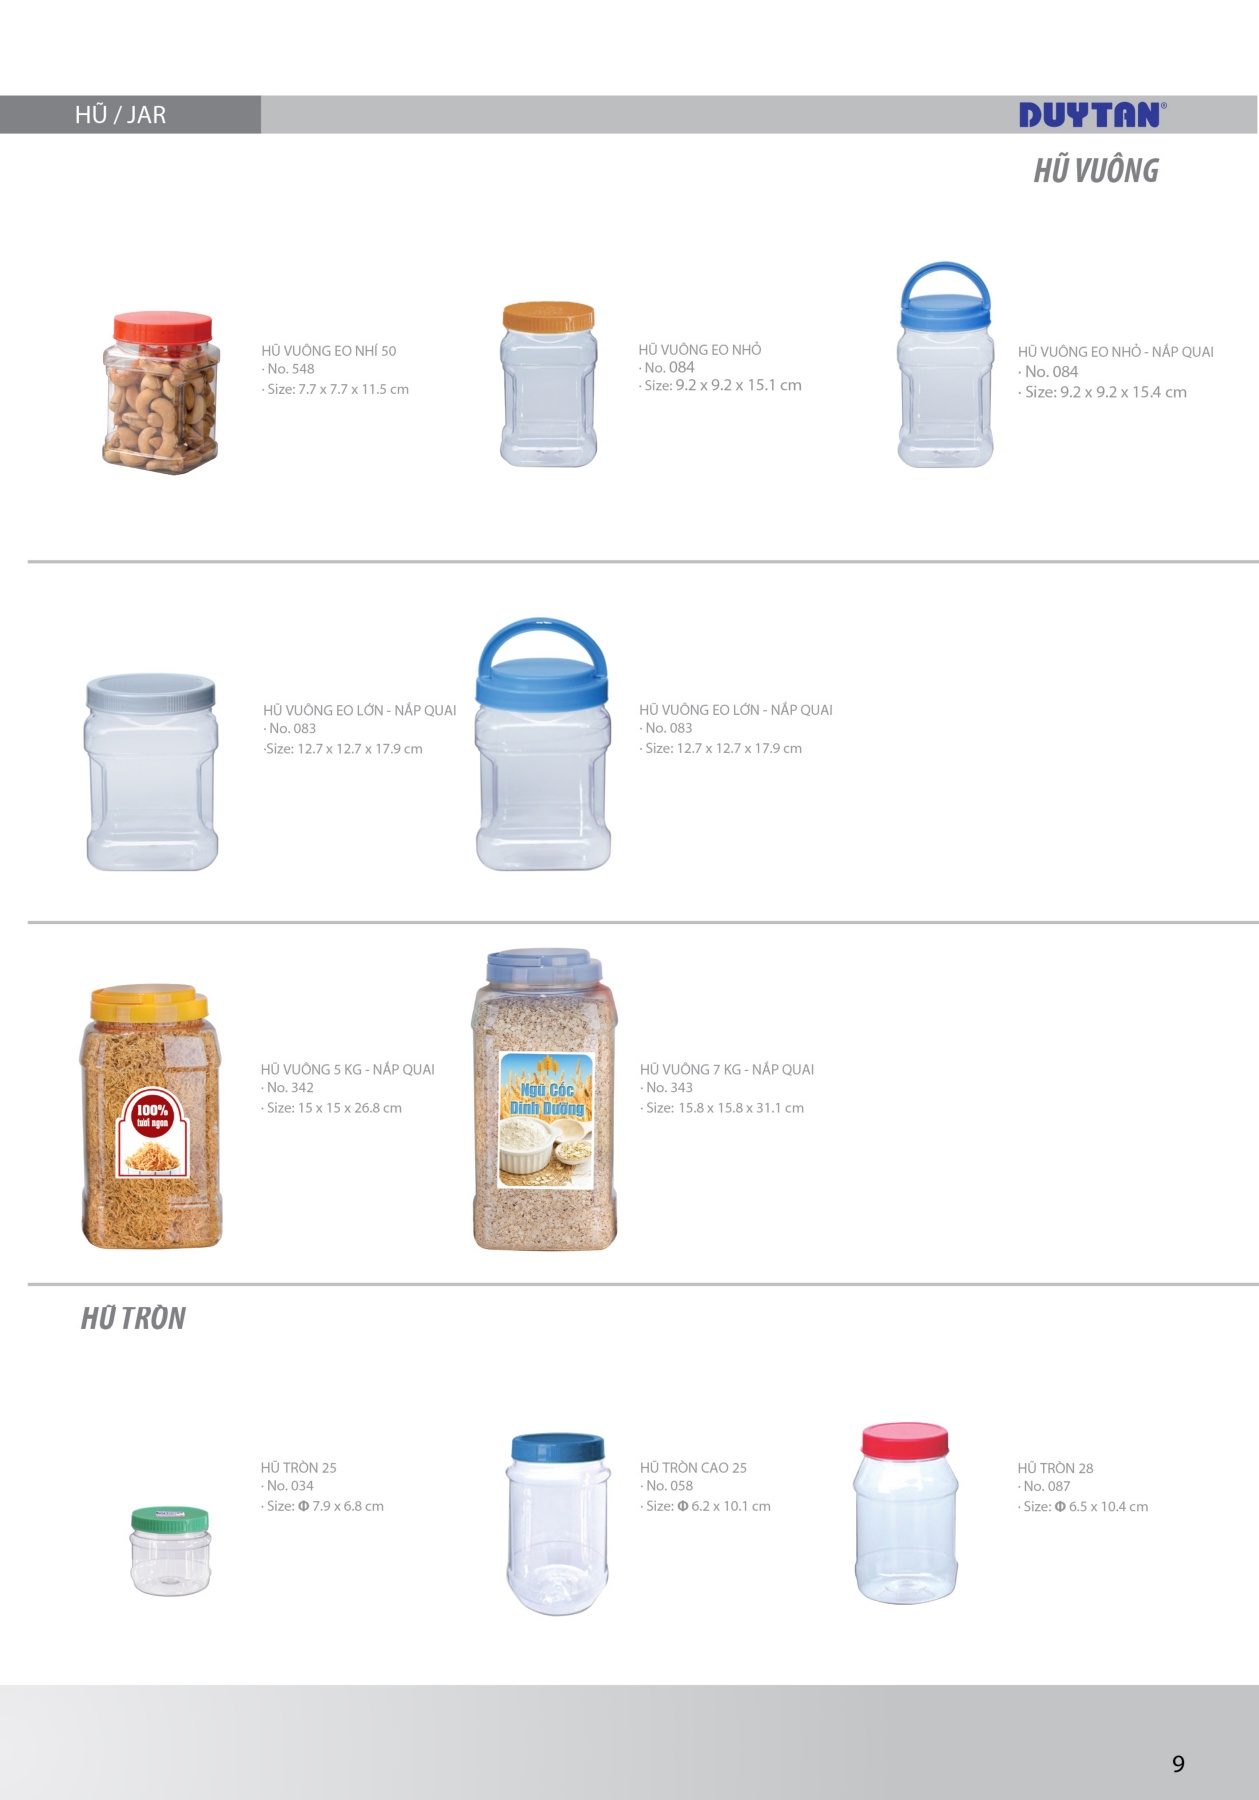 HŨ / JAR
DUYTAN®
HŨ VUÔNG
HŨ VUÔNG EO NHÍ 50
· No. 548
· Size: 7.7 x 7.7 x 11.5 cm
HŨ VUÔNG EO NHỎ
· No. 084
· Size: 9.2 x 9.2 x 15.1 cm
HŨ VUÔNG EO NHỎ - NẮP QUAI
· No. 084
· Size: 9.2 x 9.2 x 15.4 cm
HŨ VUÔNG EO LỚN - NẮP QUAI
· No. 083
·Size: 12.7 x 12.7 x 17.9 cm
HŨ VUÔNG EO LỚN - NẮP QUAI
· No. 083
· Size: 12.7 x 12.7 x 17.9 cm
100%
tươi ngon
HŨ VUÔNG 5 KG - NẮP QUAI
· No. 342
· Size: 15 x 15 x 26.8 cm
Ngũ Cốc
Dinh Dưỡng
HŨ VUÔNG 7 KG - NẮP QUAI
· No. 343
· Size: 15.8 x 15.8 x 31.1 cm
HŨ TRÒN
HŨ TRÒN 25
· No. 034
· Size: Φ 7.9 x 6.8 cm
HŨ TRÒN CAO 25
· No. 058
· Size: Φ 6.2 x 10.1 cm
HŨ TRÒN 28
· No. 087
· Size: Φ 6.5 x 10.4 cm
9